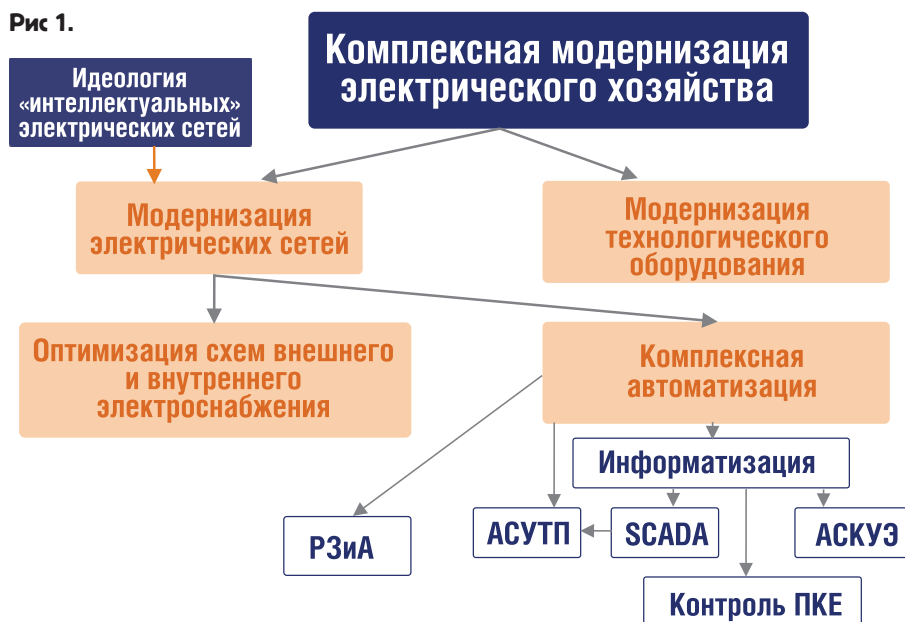 Рис 1.
Комплексная модернизация
электрического хозяйства
Идеология
«интеллектуальных»
электрических сетей
Модернизация
электрических сетей
Модернизация
технологического
оборудования
Оптимизация схем внешнего
и внутреннего
электроснабжения
Комплексная
автоматизация
Информатизация
РЗиА
АСУТП
SCADA
АСКУЭ
Контроль ПКЕ